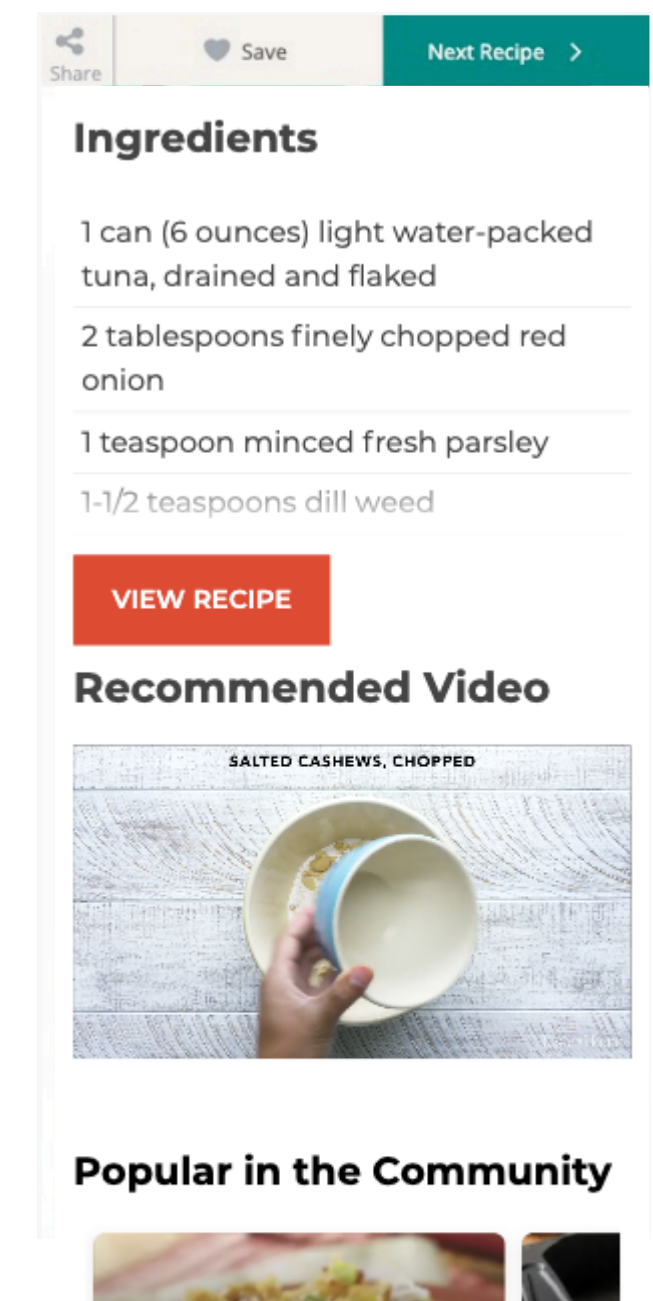 Share
Save
Next Recipe
Ingredients
1 can (6 ounces) light water-packed
tuna, drained and flaked
2 tablespoons finely chopped red
onion
1 teaspoon minced fresh parsley
1-1/2 teaspoons dill weed
VIEW RECIPE
Recommended Video
SALTED CASHEWS, CHOPPED
Popular in the Community